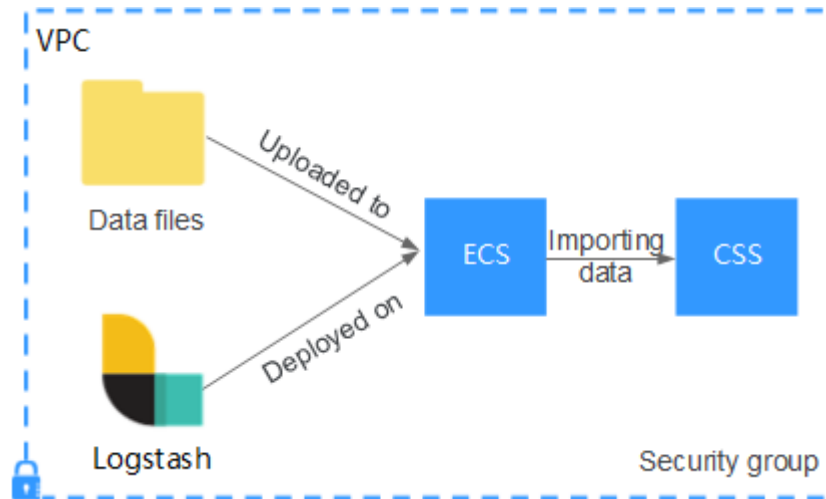 VPC
Data files
Uploaded to
ECS
Importing
data
CSS
Deployed on
Logstash
Security group